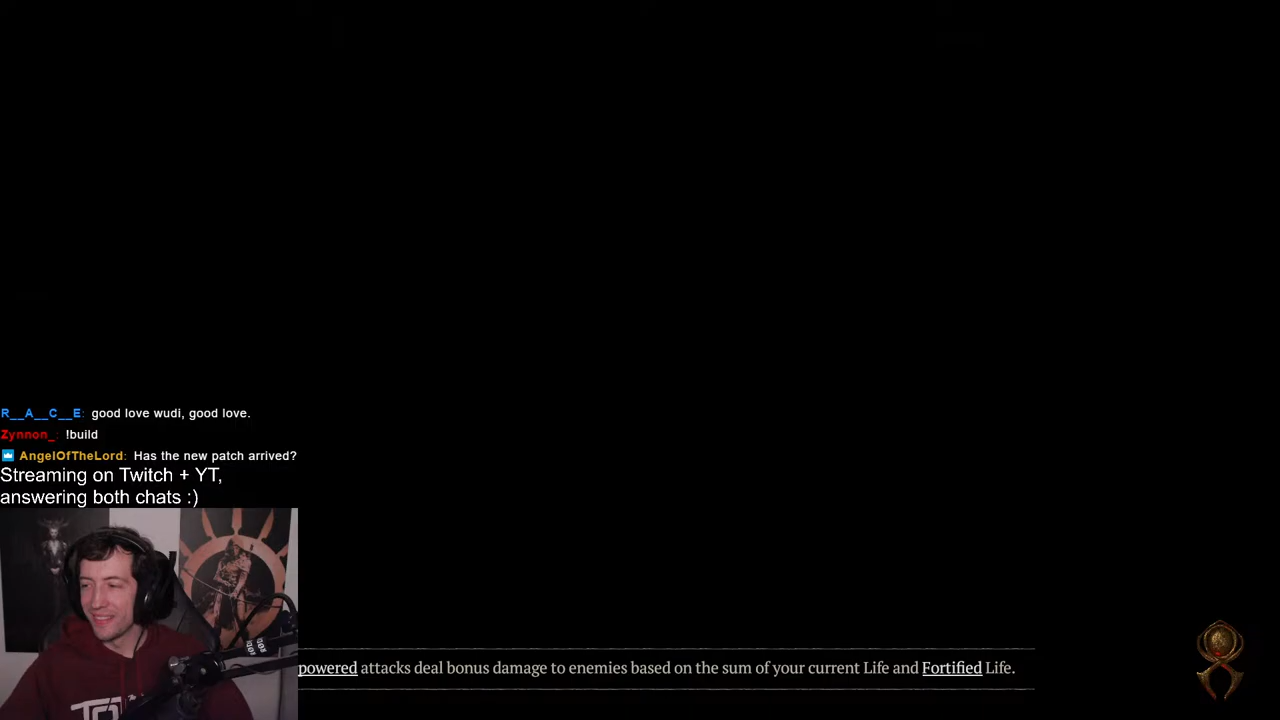 R__A__C__E: good love wudi, good love.
Zynnon_: !build
AngelOfTheLord: Has the new patch arrived?
Streaming on Twitch + YT,
answering both chats :)
powered attacks deal bonus damage to enemies based on the sum of your current Life and Fortified Life.